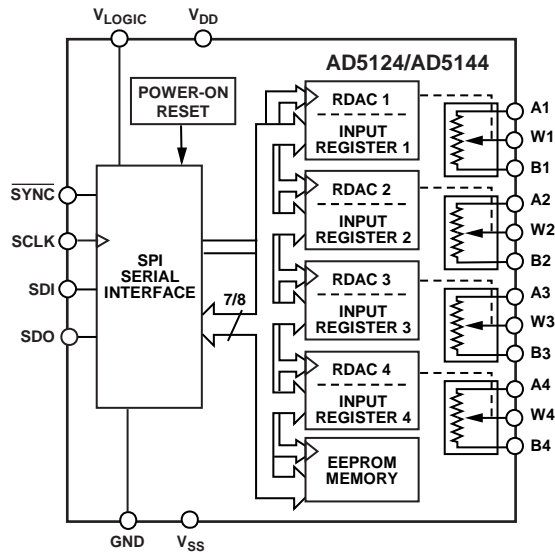 VLOGIC
VDD
AD5124/AD5144
POWER-ON
RESET
RDAC 1
INPUT
REGISTER 1
A1
W1
B1
SYNC
SCLK
SDI
SDO
SPI
SERIAL
INTERFACE
7/8
RDAC 2
INPUT
REGISTER 2
A2
W2
B2
RDAC 3
INPUT
REGISTER 3
A3
W3
B3
RDAC 4
INPUT
REGISTER 4
A4
W4
B4
EEPROM
MEMORY
GND
VSS